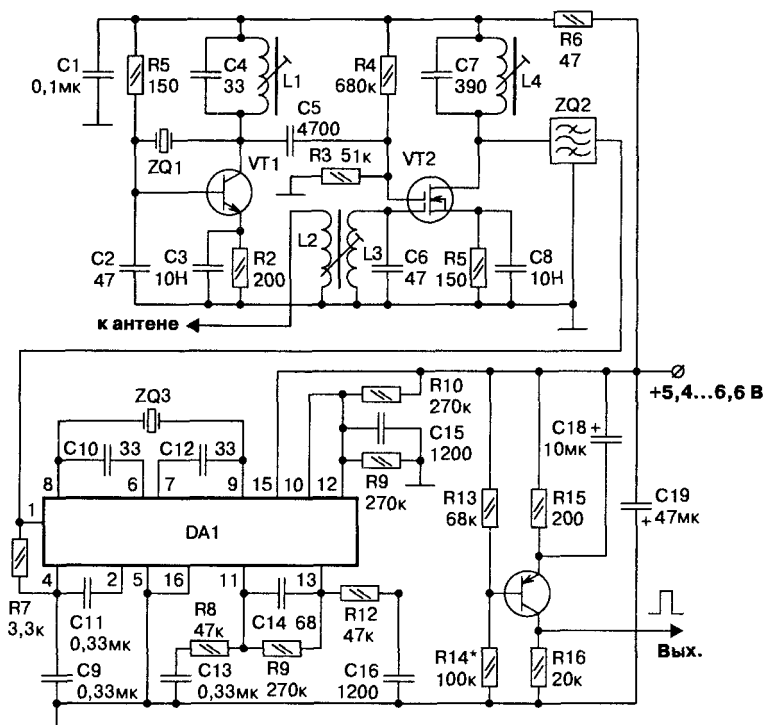 C1
0,1мк
R5
150
C4
33
L1
R4
680к
C7
390
L4
R6
47
C5
4700
ZQ1
VT1
R3 51к
VT2
ZQ2
C2
47
C3
10Н
R2
200
L2
L3
C6
47
R5
150
C8
10Н
к антене
+5,4...6,6 В
ZQ3
C10
33
C12
33
R10
270к
C15
1200
R9
270к
C18
+
10мк
8
6
7
9
15
10
12
1
DA1
R13
68к
R15
200
C19
+
47мк
4
2
5
16
11
13
R7
3,3к
C11
0,33мк
R8
47к
C14
68
R12
47к
Вых.
C9
0,33мк
C13
0,33мк
R9
270к
C16
1200
R14*
100к
R16
20к